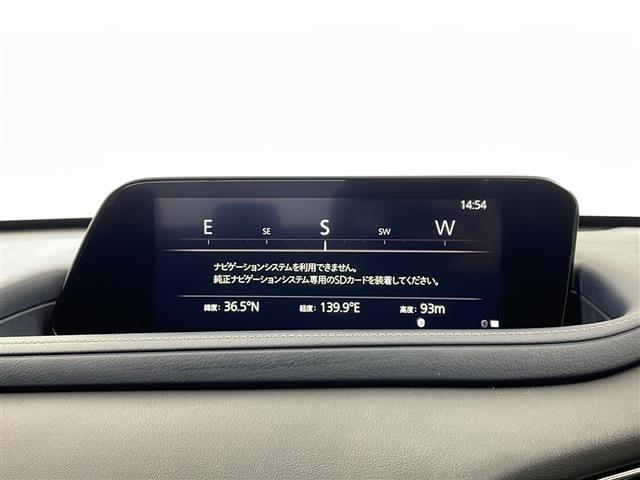 14:54
E SE S SW W
ナビゲーションシステムを利用できません。
純正ナビゲーションシステム専用のSDカードを装着してください。
緯度: 36.5°N 経度: 139.9°E 高度: 93m